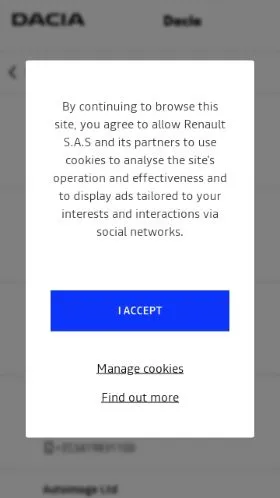 DACIA
Dacia
By continuing to browse this
site, you agree to allow Renault
S.A.S and its partners to use
cookies to analyse the site's
operation and effectiveness and
to display ads tailored to your
interests and interactions via
social networks.
I ACCEPT
Manage cookies
Find out more
Autoimage Ltd